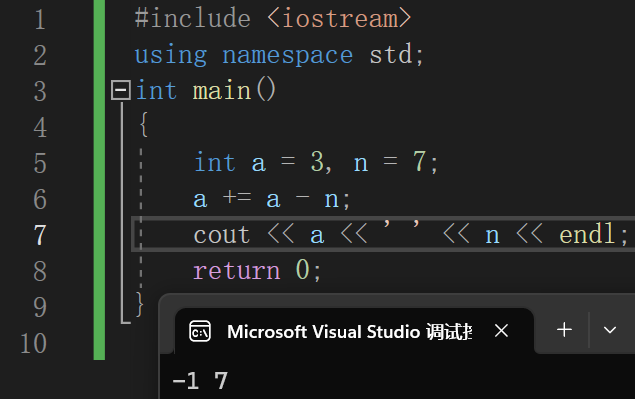 1 #include <iostream>
2 using namespace std;
3 int main()
4 {
5 int a = 3, n = 7;
6 a += a - n;
7 cout << a << ' ' << n << endl;
8 return 0;
9 }
10
Microsoft Visual Studio 调试
-1 7